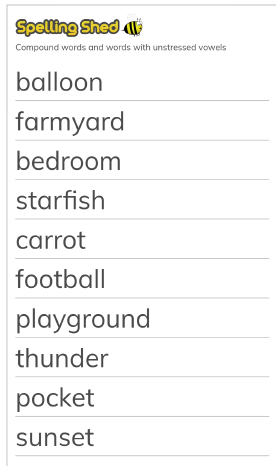 Spelling Shed
Compound words and words with unstressed vowels
balloon
farmyard
bedroom
starfish
carrot
football
playground
thunder
pocket
sunset